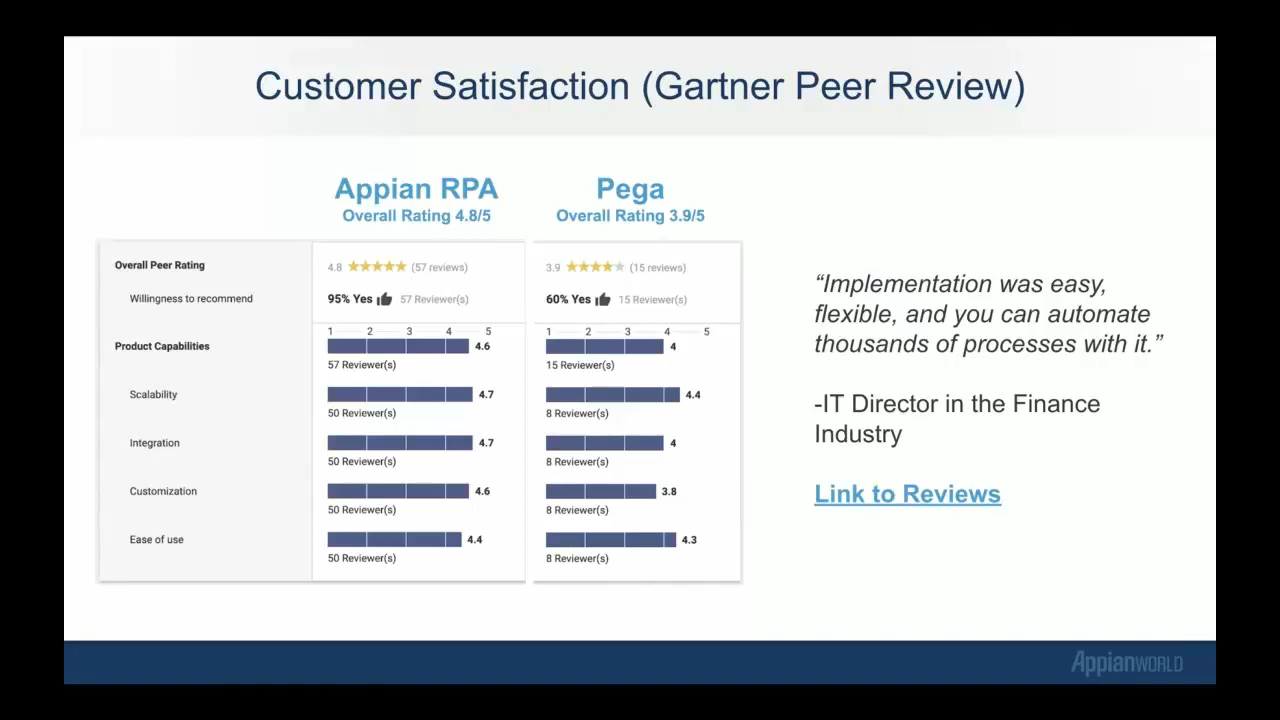 Customer Satisfaction (Gartner Peer Review)
Appian RPA
Overall Rating 4.8/5
Pega
Overall Rating 3.9/5
Overall Peer Rating
4.8 (57 reviews)
3.9 (15 reviews)
Willingness to recommend
95% Yes 57 Reviewer(s)
60% Yes 15 Reviewer(s)
1 2 3 4 5
1 2 3 4 5
Product Capabilities
4.6
57 Reviewer(s)
4
15 Reviewer(s)
Scalability
4.7
50 Reviewer(s)
4.4
8 Reviewer(s)
Integration
4.7
50 Reviewer(s)
4
8 Reviewer(s)
Customization
4.6
50 Reviewer(s)
3.8
8 Reviewer(s)
Ease of use
4.4
50 Reviewer(s)
4.3
8 Reviewer(s)
“Implementation was easy,
flexible, and you can automate
thousands of processes with it.”
-IT Director in the Finance
Industry
Link to Reviews
AppianWORLD